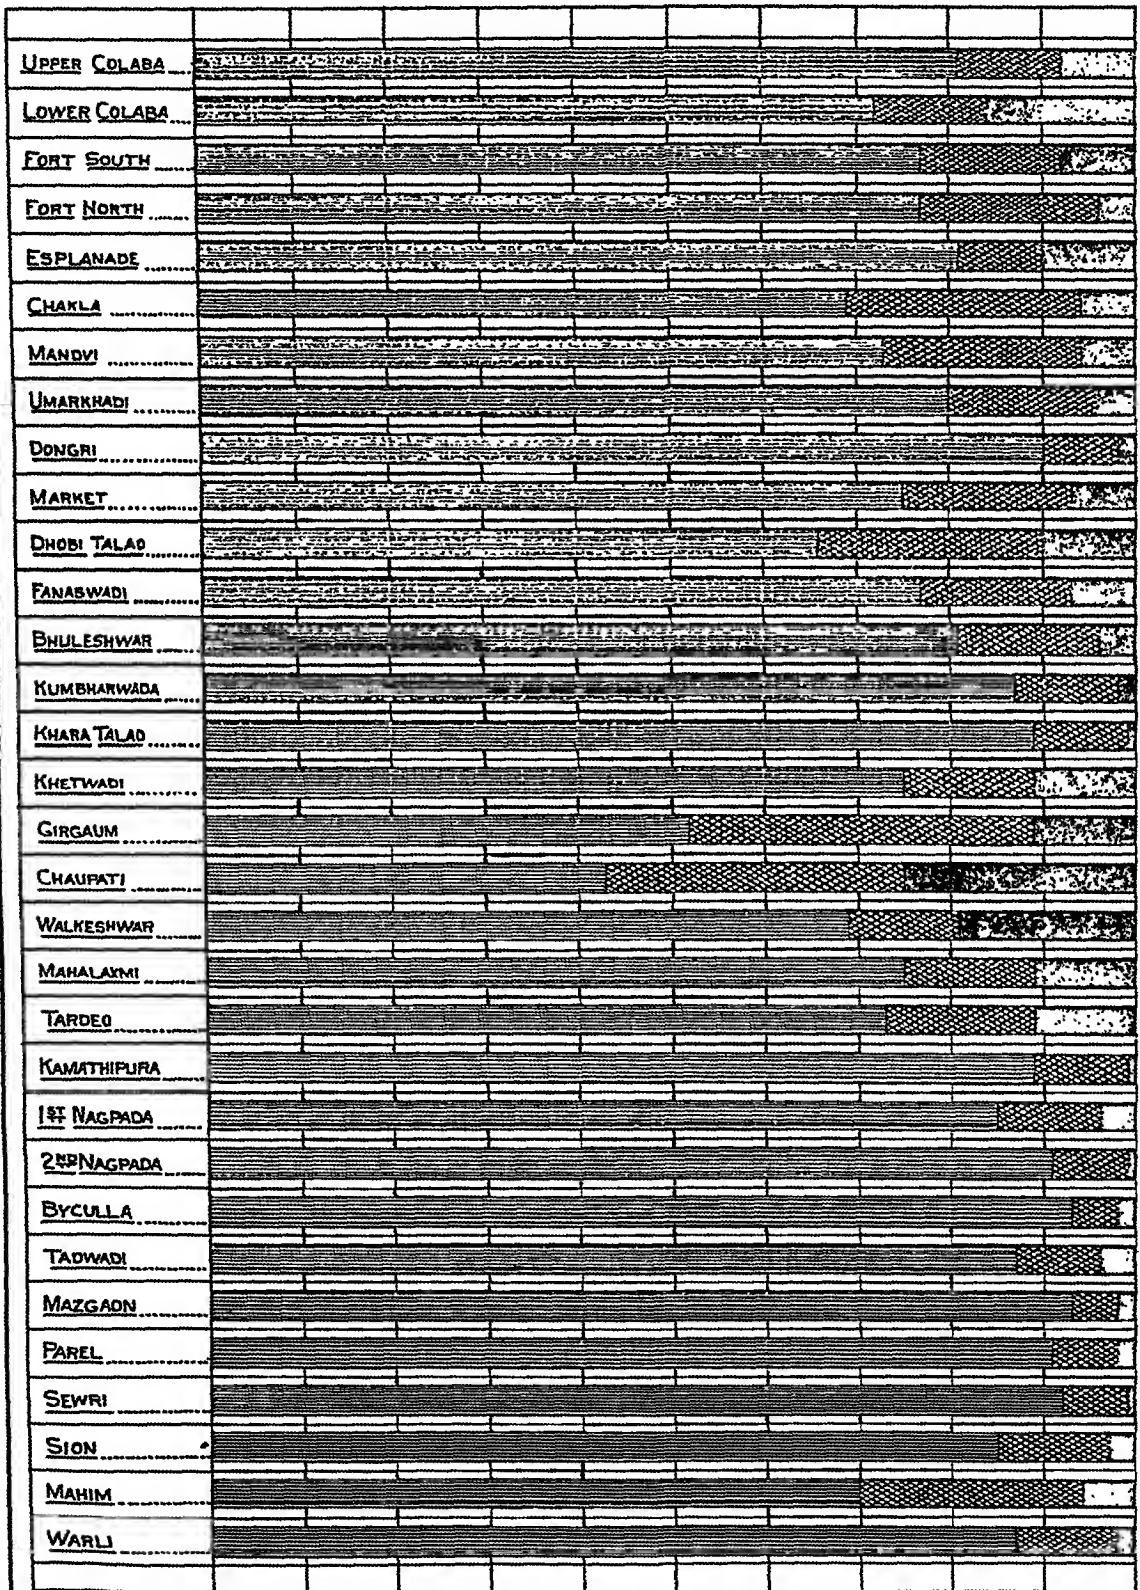 UPPER COLABA
LOWER COLABA
FORT SOUTH
FORT NORTH
ESPLANADE
CHAKLA
MANDVI
UMARKHADI
DONGRI
MARKET
DHOBI TALAO
FANASWADI
BHULESHWAR
KUMBHARWADA
KHARA TALAO
KHETWADI
GIRGAUM
CHAUPATI
WALKESHWAR
MAHALAXMI
TARDEO
KAMATHIPURA
1ST NAGPADA
2ND NAGPADA
BYCULLA
TADWADI
MAZGAON
PAREL
SEWRI
SION
MAHIM
WARLI